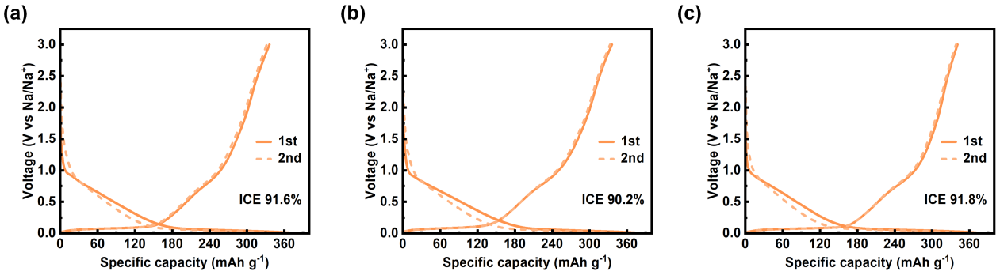 (a)
3.0
2.5
2.0
1.5
1.0
0.5
0.0
Voltage (V vs Na/Na⁺)
1st
2nd
ICE 91.6%
0 60 120 180 240 300 360
Specific capacity (mAh g⁻¹)
(b)
3.0
2.5
2.0
1.5
1.0
0.5
0.0
Voltage (V vs Na/Na⁺)
1st
2nd
ICE 90.2%
0 60 120 180 240 300 360
Specific capacity (mAh g⁻¹)
(c)
3.0
2.5
2.0
1.5
1.0
0.5
0.0
Voltage (V vs Na/Na⁺)
1st
2nd
ICE 91.8%
0 60 120 180 240 300 360
Specific capacity (mAh g⁻¹)